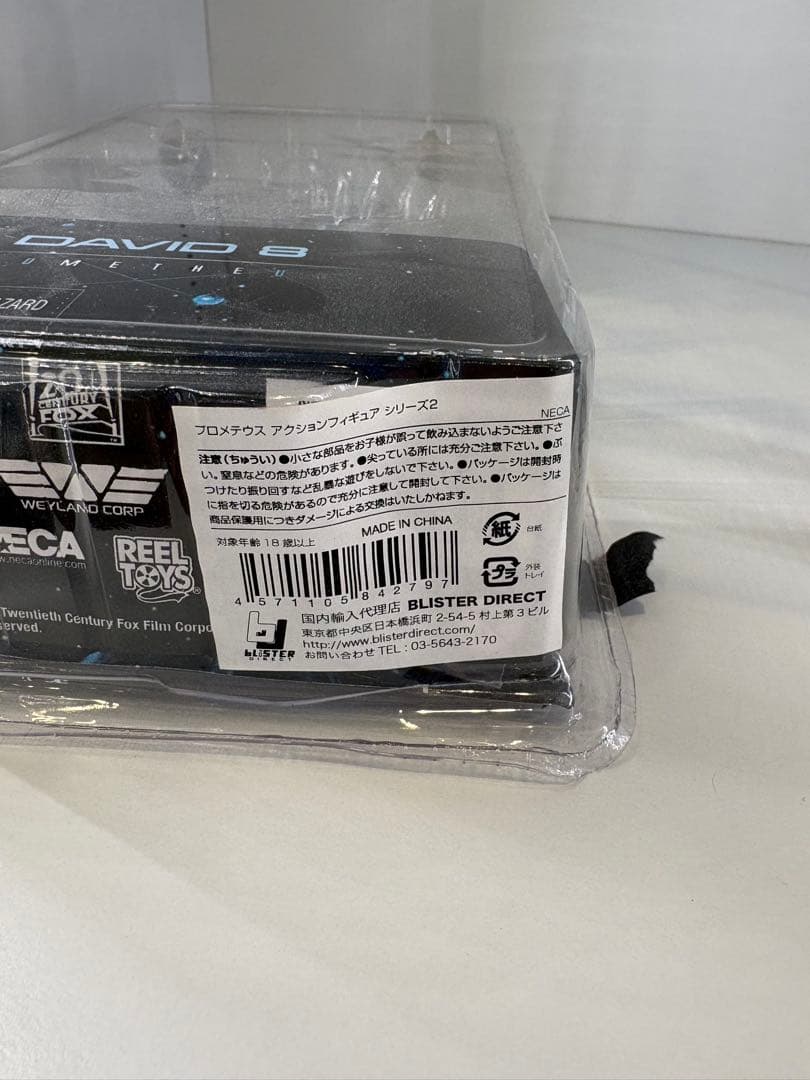 DAVID 8
OMETHEU
ZARD
20TH CENTURY FOX
WEYLAND CORP
NECA
www.necaonline.com
REEL TOYS
Twentieth Century Fox Film Corpo
served.
プロメテウス アクションフィギュア シリーズ2
NECA
注意(ちゅうい)●小さな部品をお子様が誤って飲み込まないようご注意下さ
い。窒息などの危険があります。●尖っている所には充分ご注意下さい。●ぶ
つけたり振り回すなど乱暴な遊びをしないで下さい。●パッケージは開封時
に指を切る危険があるので充分に注意して開封して下さい。●パッケージは
商品保護用につきダメージによる交換はいたしかねます。
対象年齢 18 歳以上
MADE IN CHINA
紙 台紙
プラ 外装
トレイ
4571105842797
国内輸入代理店 BLISTER DIRECT
東京都中央区日本橋浜町 2-54-5 村上第3ビル
http://www.blisterdirect.com/
お問い合わせ TEL : 03-5643-2170
BLISTER
DIRECT